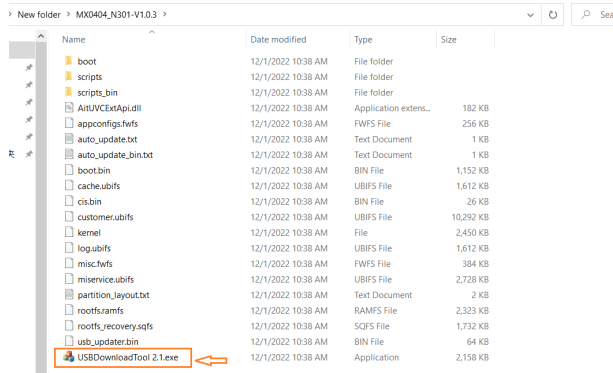 New folder > MX0404_N301-V1.0.3 >
Name Date modified Type Size
boot 12/1/2022 10:38 AM File folder
scripts 12/1/2022 10:38 AM File folder
scripts_bin 12/1/2022 10:38 AM File folder
AitUVCExtApi.dll 12/1/2022 10:38 AM Application extens... 182 KB
appconfigs.fwfs 12/1/2022 10:38 AM FWFS File 256 KB
auto_update.txt 12/1/2022 10:38 AM Text Document 1 KB
auto_update_bin.txt 12/1/2022 10:38 AM Text Document 1 KB
boot.bin 12/1/2022 10:38 AM BIN File 1,152 KB
cache.ubifs 12/1/2022 10:38 AM UBIFS File 1,612 KB
cis.bin 12/1/2022 10:38 AM BIN File 26 KB
customer.ubifs 12/1/2022 10:38 AM UBIFS File 10,292 KB
kernel 12/1/2022 10:38 AM File 2,450 KB
log.ubifs 12/1/2022 10:38 AM UBIFS File 1,612 KB
misc.fwfs 12/1/2022 10:38 AM FWFS File 384 KB
miservice.ubifs 12/1/2022 10:38 AM UBIFS File 2,728 KB
partition_layout.txt 12/1/2022 10:38 AM Text Document 2 KB
rootfs.ramfs 12/1/2022 10:38 AM RAMFS File 2,323 KB
rootfs_recovery.sqfs 12/1/2022 10:38 AM SQFS File 1,732 KB
usb_updater.bin 12/1/2022 10:38 AM BIN File 64 KB
USBDownloadTool 2.1.exe 12/1/2022 10:38 AM Application 2,158 KB